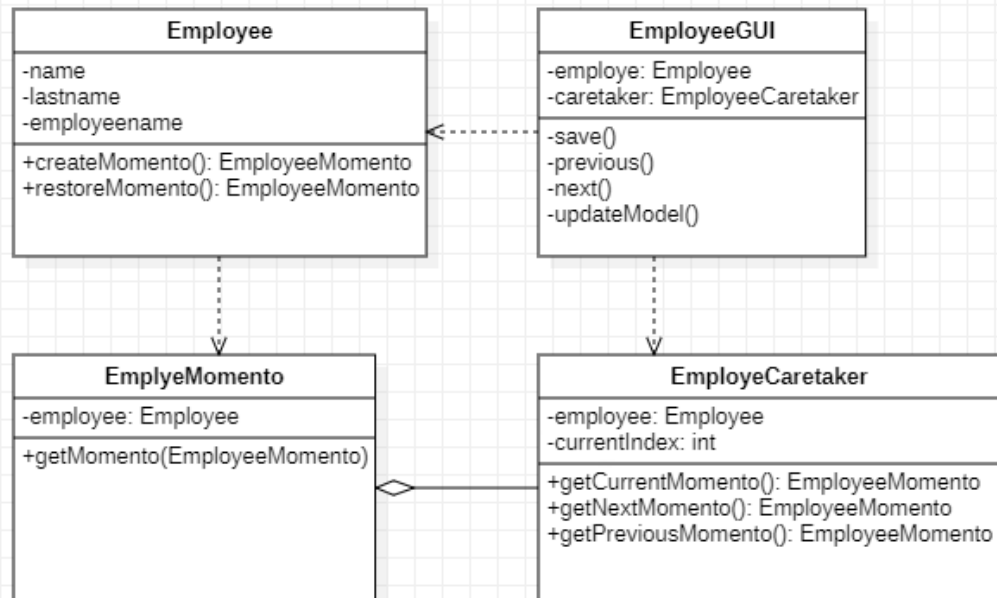 Employee
-name
-lastname
-employeename
+createMomento(): EmployeeMomento
+restoreMomento(): EmployeeMomento
EmployeeGUI
-employe: Employee
-caretaker: EmployeeCaretaker
-save()
-previous()
-next()
-updateModel()
EmplyeMomento
-employee: Employee
+getMomento(EmployeeMomento)
EmployeCaretaker
-employee: Employee
-currentIndex: int
+getCurrentMomento(): EmployeeMomento
+getNextMomento(): EmployeeMomento
+getPreviousMomento(): EmployeeMomento